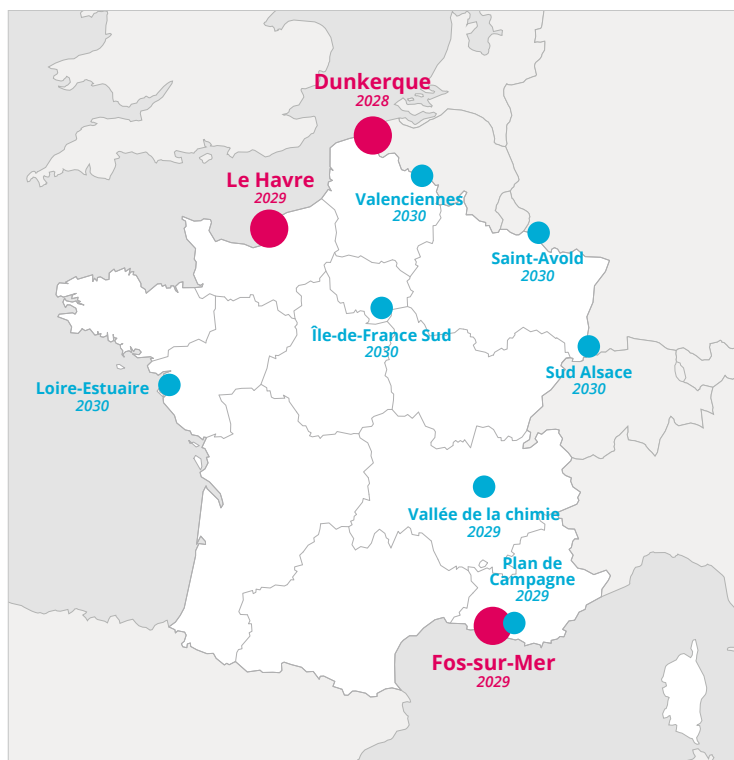 Dunkerque
2028
Le Havre
2029
Valenciennes
2030
Saint-Avold
2030
Île-de-France Sud
2030
Sud Alsace
2030
Loire-Estuaire
2030
Vallée de la chimie
2029
Plan de
Campagne
2029
Fos-sur-Mer
2029